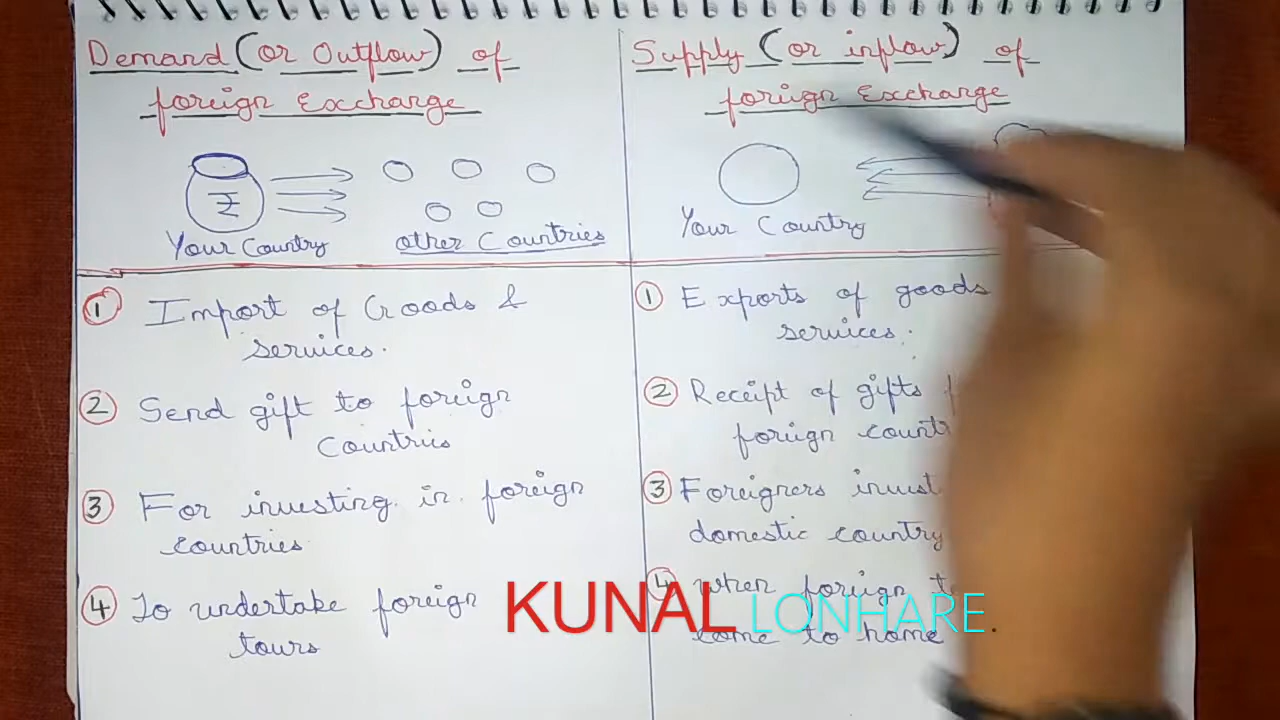 Demand (or Outflow) of
foreign Exchange
₹
Your Country
other Countries
① Import of Goods &
services.
② Send gift to foreign
Countries
③ For investing in foreign
countries
④ To undertake foreign
tours
Supply (or inflow) of
foreign Exchange
Your Country
① Exports of goods
services.
② Receipt of gifts
foreign
③ Foreigners invest
domestic country
④ When foreign
come to home
KUNAL LONHARE.